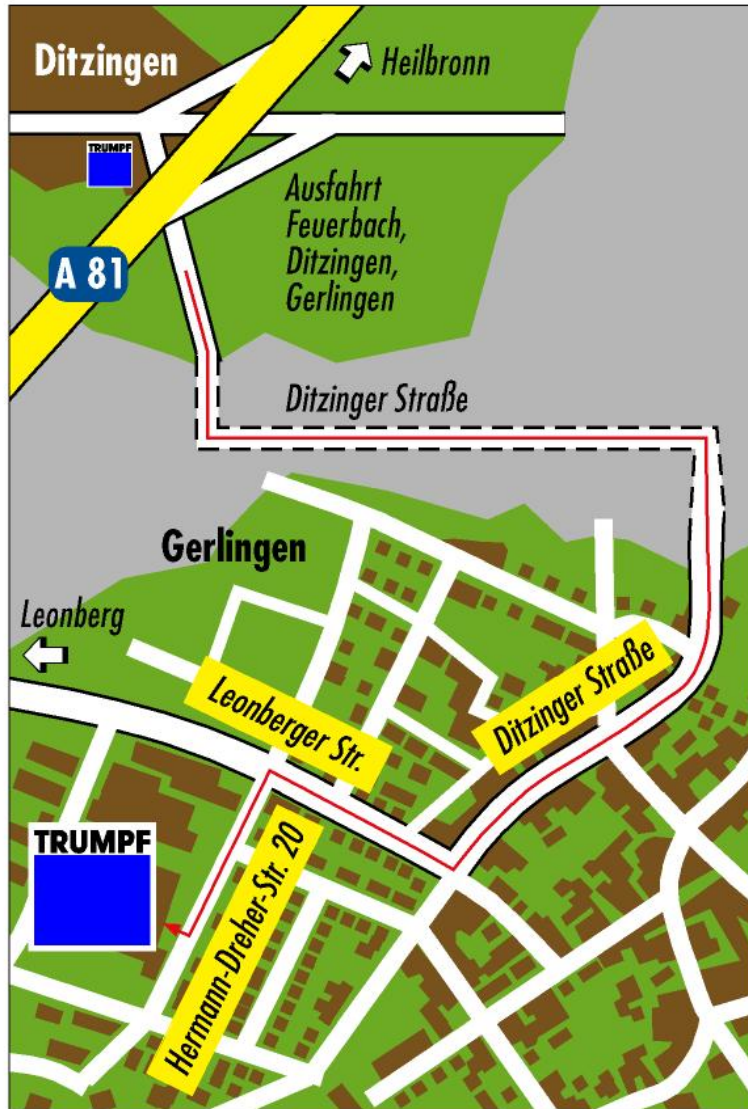 Ditzingen
Heilbronn
TRUMPF
Ausfahrt
Feuerbach,
Ditzingen,
Gerlingen
A 81
Ditzinger Straße
Gerlingen
Leonberg
Ditzinger Straße
Leonberger Str.
TRUMPF
Hermann-Dreher-Str. 20